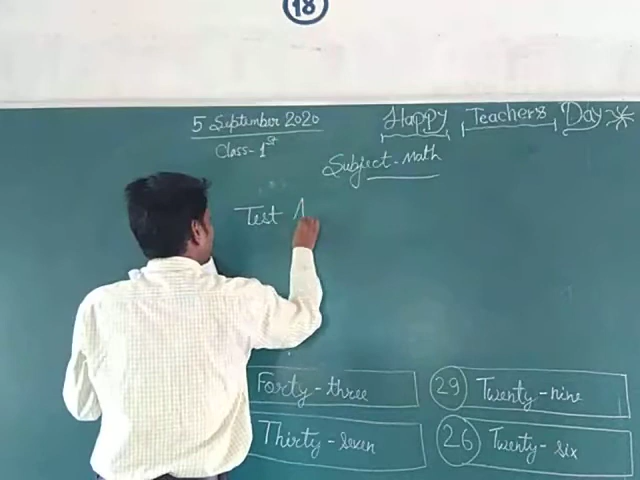 18
5 September 2020
Happy Teacher's Day
Class-1st
Subject-Math
Test
Forty-three
29 Twenty-nine
Thirty-seven
26 Twenty-six